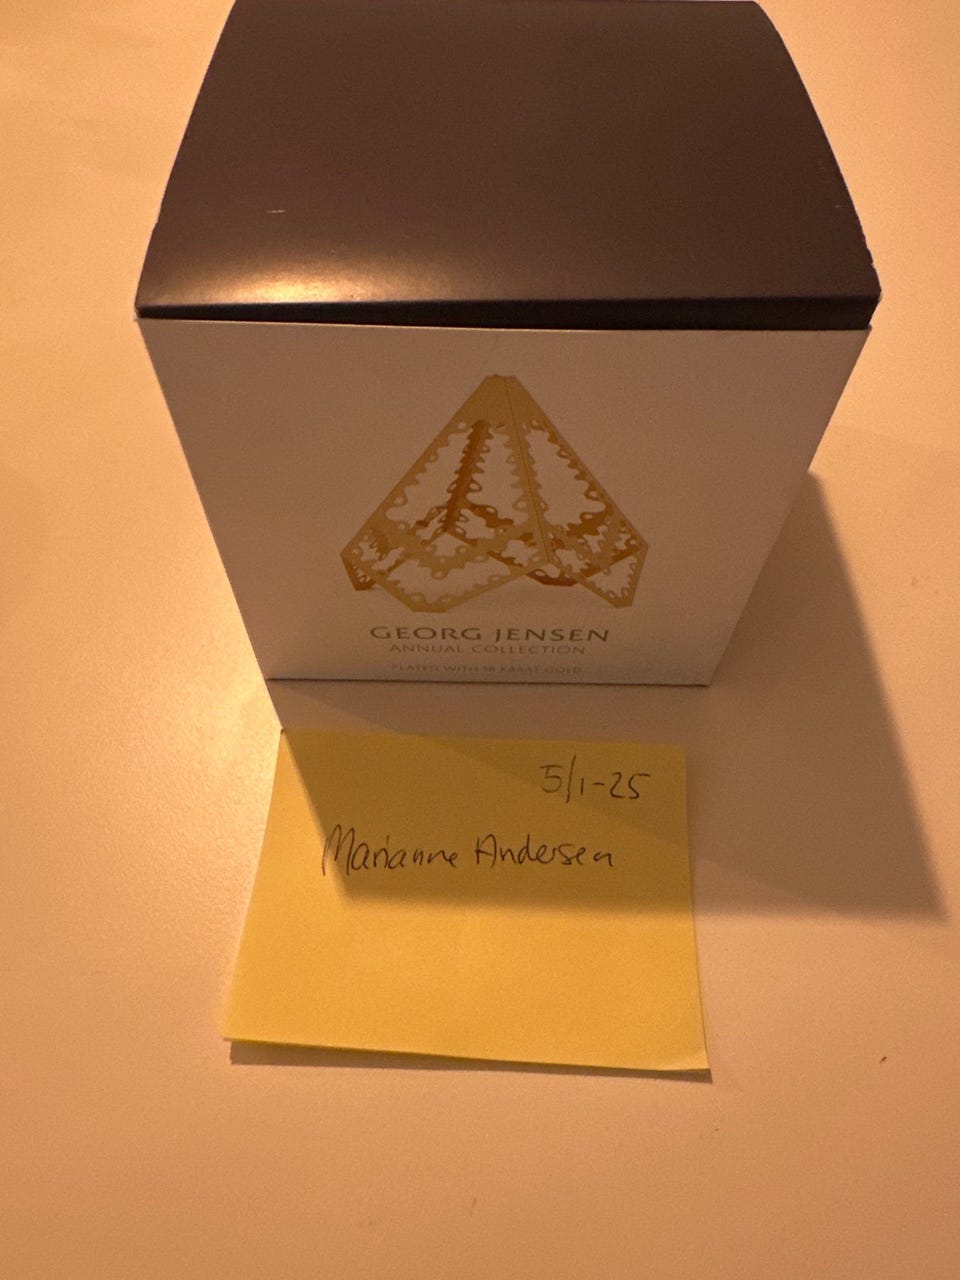 GEORG JENSEN
ANNUAL COLLECTION
PLATED WITH 18 KARAT GOLD
5/1-25
Marianne Andersen